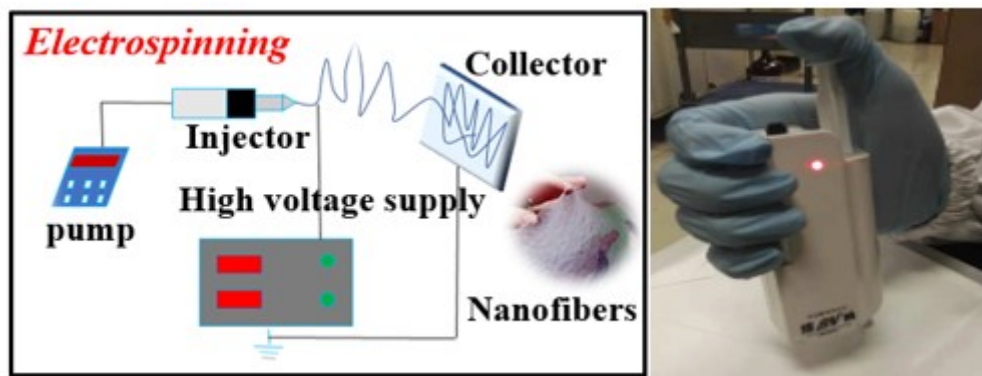 Electrospinning
Collector
Injector
High voltage supply
pump
Nanofibers